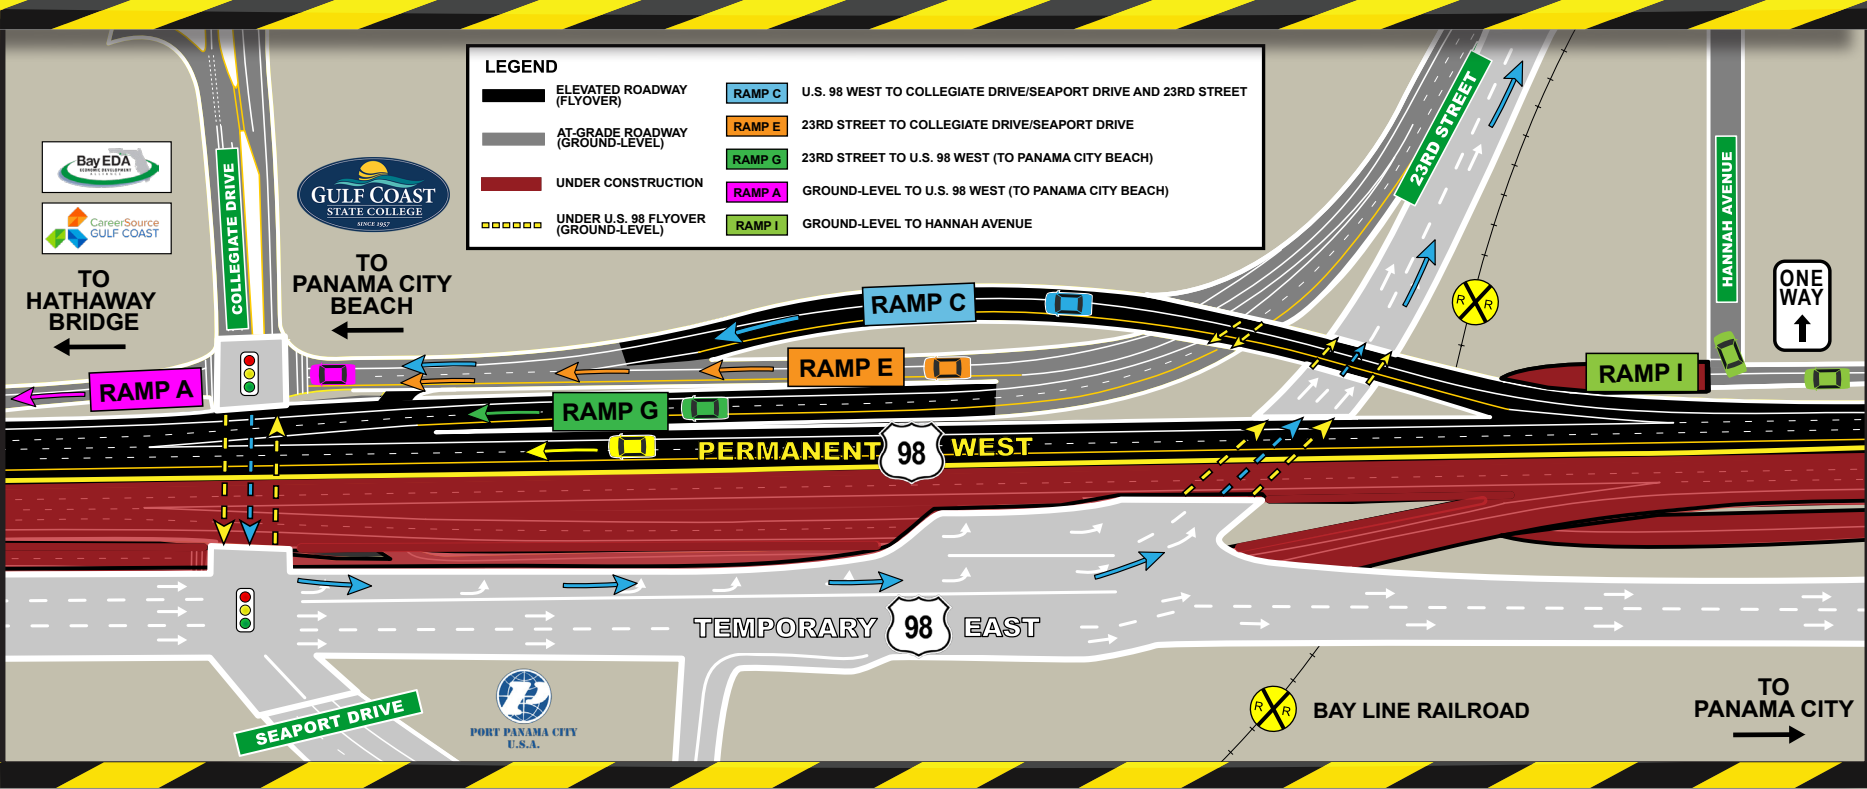 LEGEND
ELEVATED ROADWAY
(FLYOVER)
AT-GRADE ROADWAY
(GROUND-LEVEL)
UNDER CONSTRUCTION
UNDER U.S. 98 FLYOVER
(GROUND-LEVEL)
RAMP C
U.S. 98 WEST TO COLLEGIATE DRIVE/SEAPORT DRIVE AND 23RD STREET
RAMP E
23RD STREET TO COLLEGIATE DRIVE/SEAPORT DRIVE
RAMP G
23RD STREET TO U.S. 98 WEST (TO PANAMA CITY BEACH)
RAMP A
GROUND-LEVEL TO U.S. 98 WEST (TO PANAMA CITY BEACH)
RAMP I
GROUND-LEVEL TO HANNAH AVENUE
Bay EDA
ECONOMIC DEVELOPMENT
ALLIANCE
CareerSource
GULF COAST
COLLEGIATE DRIVE
GULF COAST
STATE COLLEGE
SINCE 1957
23RD STREET
HANNAH AVENUE
TO
HATHAWAY
BRIDGE
TO
PANAMA CITY
BEACH
ONE
WAY
R R
RAMP C
RAMP E
RAMP I
RAMP A
RAMP G
PERMANENT 98 WEST
TEMPORARY 98 EAST
SEAPORT DRIVE
PORT PANAMA CITY
U.S.A.
R R
BAY LINE RAILROAD
TO
PANAMA CITY